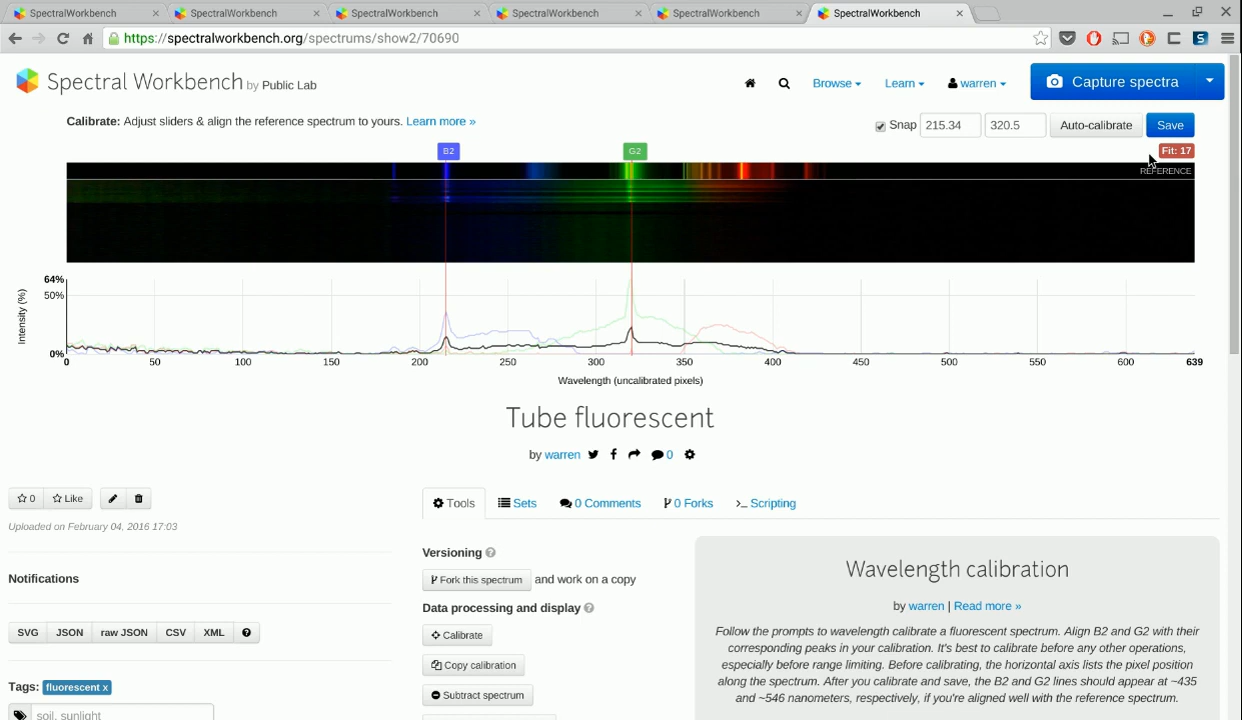 SpectralWorkbench
SpectralWorkbench
SpectralWorkbench
SpectralWorkbench
SpectralWorkbench
SpectralWorkbench
https://spectralworkbench.org/spectrums/show2/70690
Spectral Workbench by Public Lab
Browse
Learn
warren
Capture spectra
Calibrate: Adjust sliders & align the reference spectrum to yours. Learn more »
Snap 215.34 320.5 Auto-calibrate Save
B2
G2
Fit: 17
REFERENCE
64%
50%
0%
Intensity (%)
0 50 100 150 200 250 300 350 400 450 500 550 600 639
Wavelength (uncalibrated pixels)
Tube fluorescent
by warren 0
0 Like
Uploaded on February 04, 2016 17:03
Notifications
SVG JSON raw JSON CSV XML
Tags: fluorescent x
soil, sunlight
Tools Sets 0 Comments 0 Forks >_ Scripting
Versioning
Fork this spectrum and work on a copy
Data processing and display
Calibrate
Copy calibration
Subtract spectrum
Wavelength calibration
by warren | Read more »
Follow the prompts to wavelength calibrate a fluorescent spectrum. Align B2 and G2 with their
corresponding peaks in your calibration. It's best to calibrate before any other operations,
especially before range limiting. Before calibrating, the horizontal axis lists the pixel position
along the spectrum. After you calibrate and save, the B2 and G2 lines should appear at ~435
and ~546 nanometers, respectively, if you're aligned well with the reference spectrum.